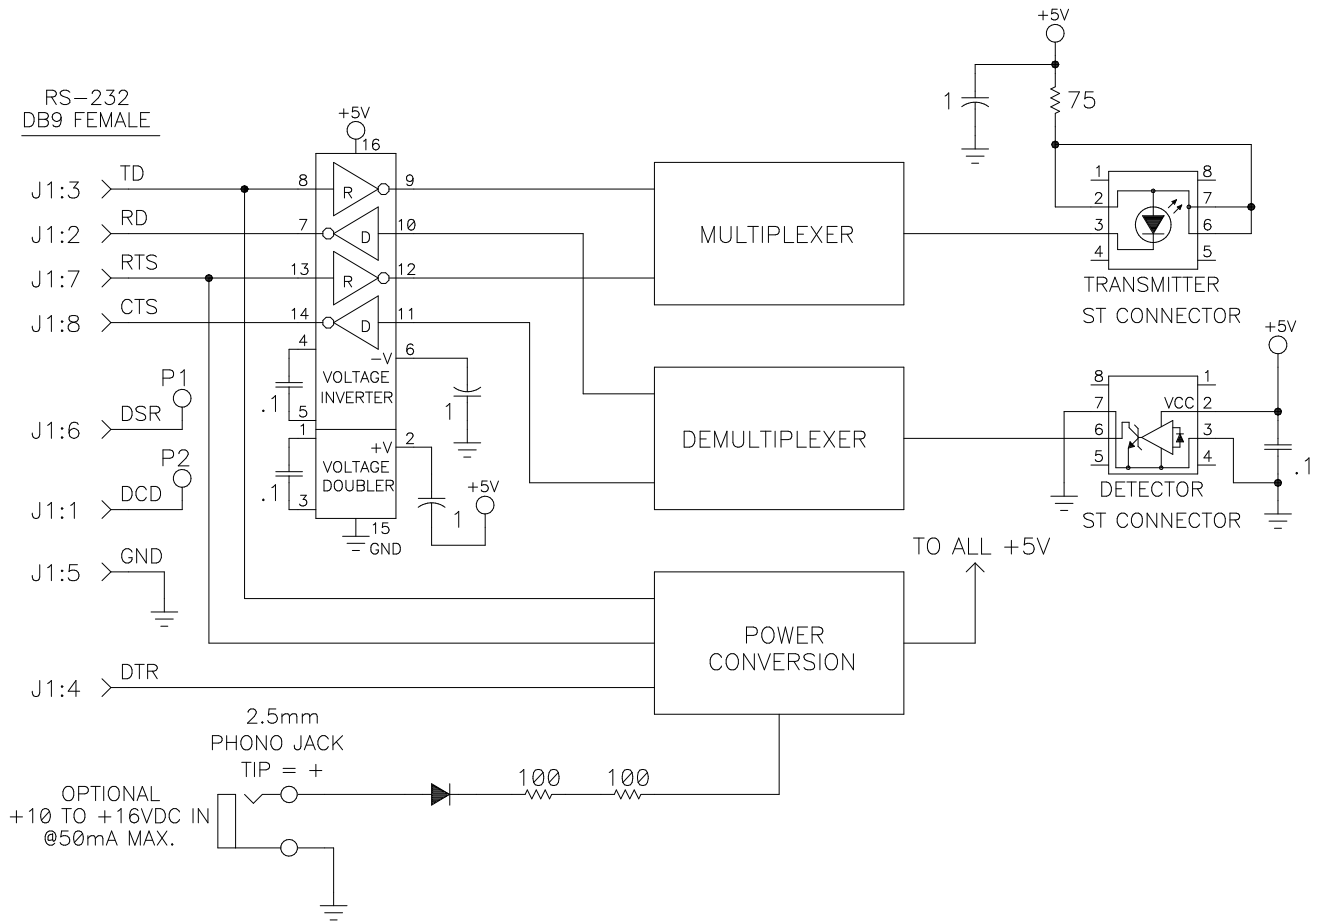 RS-232
DB9 FEMALE
J1:3
TD
J1:2
RD
J1:7
RTS
J1:8
CTS
P1
DSR
J1:6
P2
DCD
J1:1
GND
J1:5
DTR
J1:4
+5V
16
8
R
9
7
D
10
13
R
12
14
D
11
4
-V
6
VOLTAGE
INVERTER
.1
5
1
1
+V
2
VOLTAGE
DOUBLER
.1
3
1
+5V
15
GND
MULTIPLEXER
DEMULTIPLEXER
POWER
CONVERSION
TO ALL +5V
+5V
1
75
1
8
2
7
3
6
4
5
TRANSMITTER
ST CONNECTOR
+5V
8
1
7
VCC
2
6
3
5
4
.1
DETECTOR
ST CONNECTOR
2.5mm
PHONO JACK
TIP = +
100
100
OPTIONAL
+10 TO +16VDC IN
@50mA MAX.